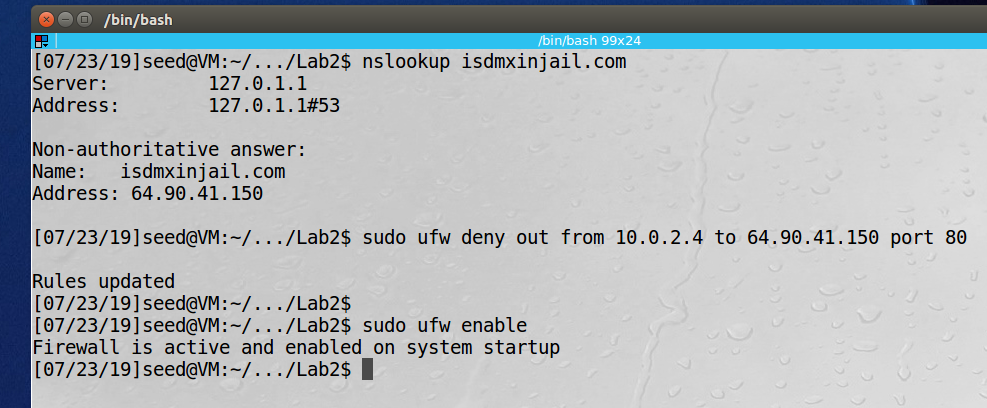 /bin/bash
/bin/bash 99x24
[07/23/19]seed@VM:~/.../Lab2$ nslookup isdmxinjail.com
Server:         127.0.1.1
Address:        127.0.1.1#53
Non-authoritative answer:
Name:   isdmxinjail.com
Address: 64.90.41.150
[07/23/19]seed@VM:~/.../Lab2$ sudo ufw deny out from 10.0.2.4 to 64.90.41.150 port 80
Rules updated
[07/23/19]seed@VM:~/.../Lab2$
[07/23/19]seed@VM:~/.../Lab2$ sudo ufw enable
Firewall is active and enabled on system startup
[07/23/19]seed@VM:~/.../Lab2$